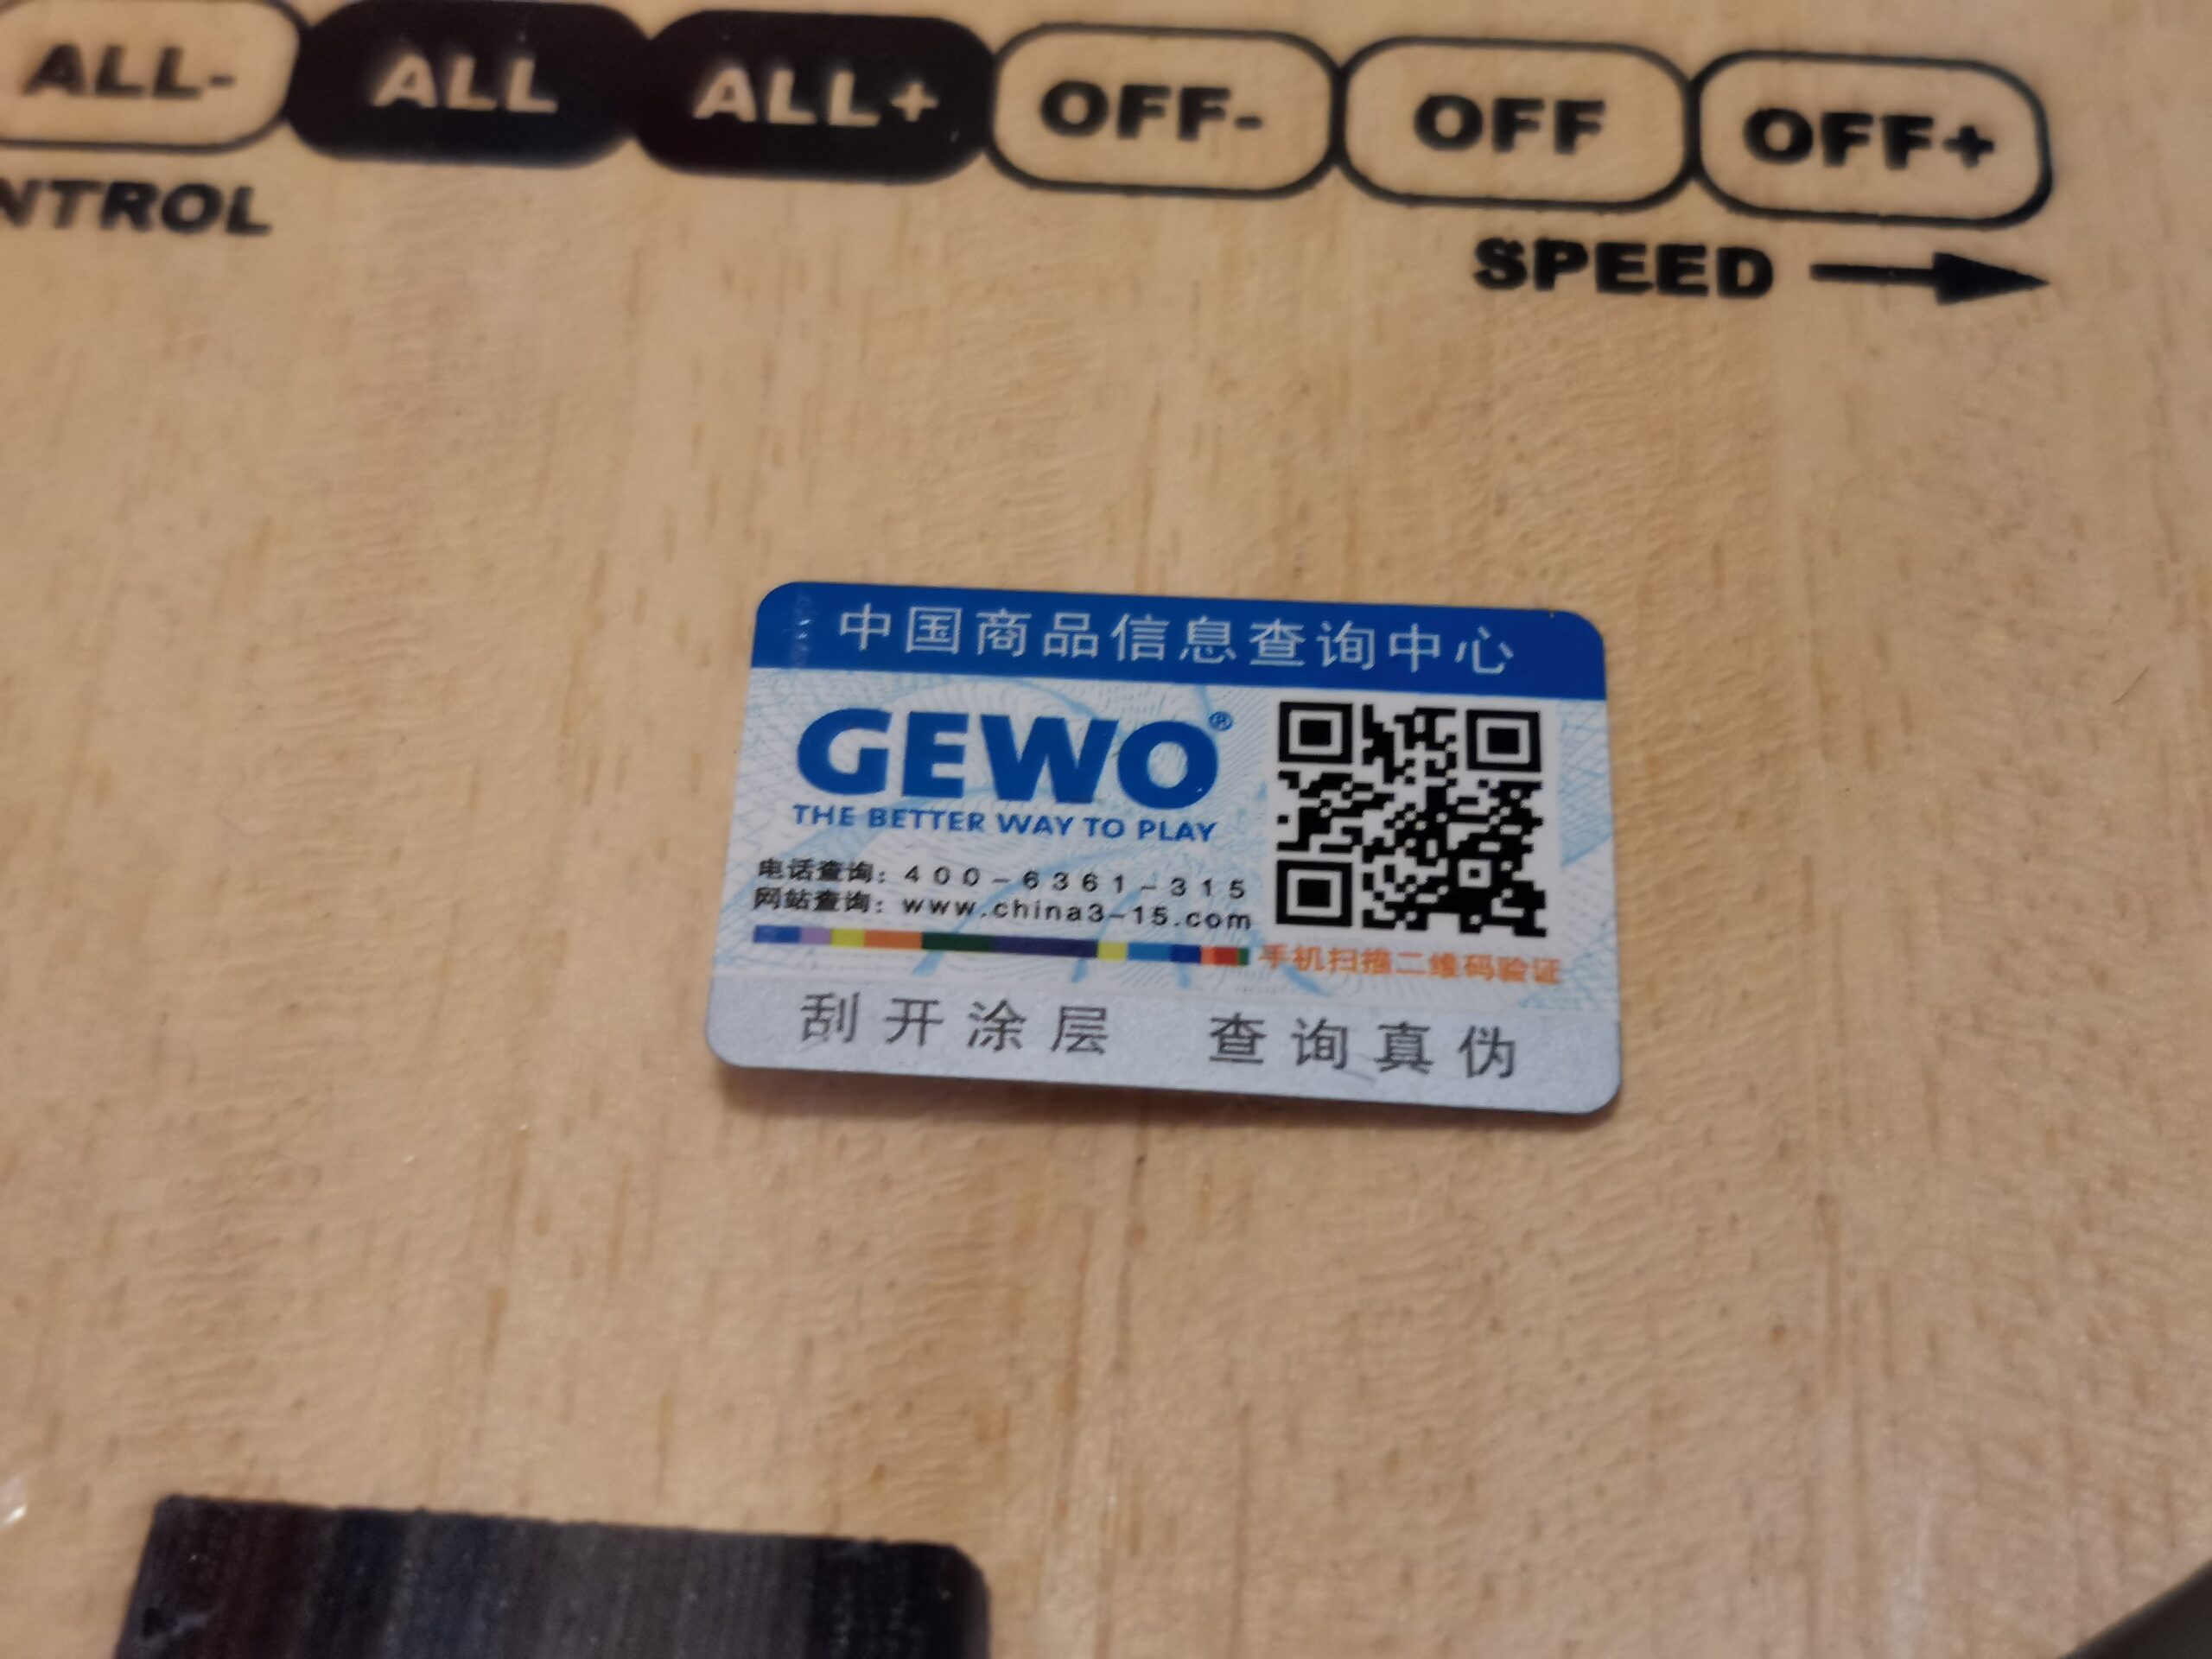 ALL- ALL ALL+ OFF- OFF OFF+
NTROL
SPEED
中国商品信息查询中心
GEWO®
THE BETTER WAY TO PLAY
电话查询: 400-6361-315
网站查询: www.china3-15.com
手机扫描二维码验证
刮开涂层 查询真伪